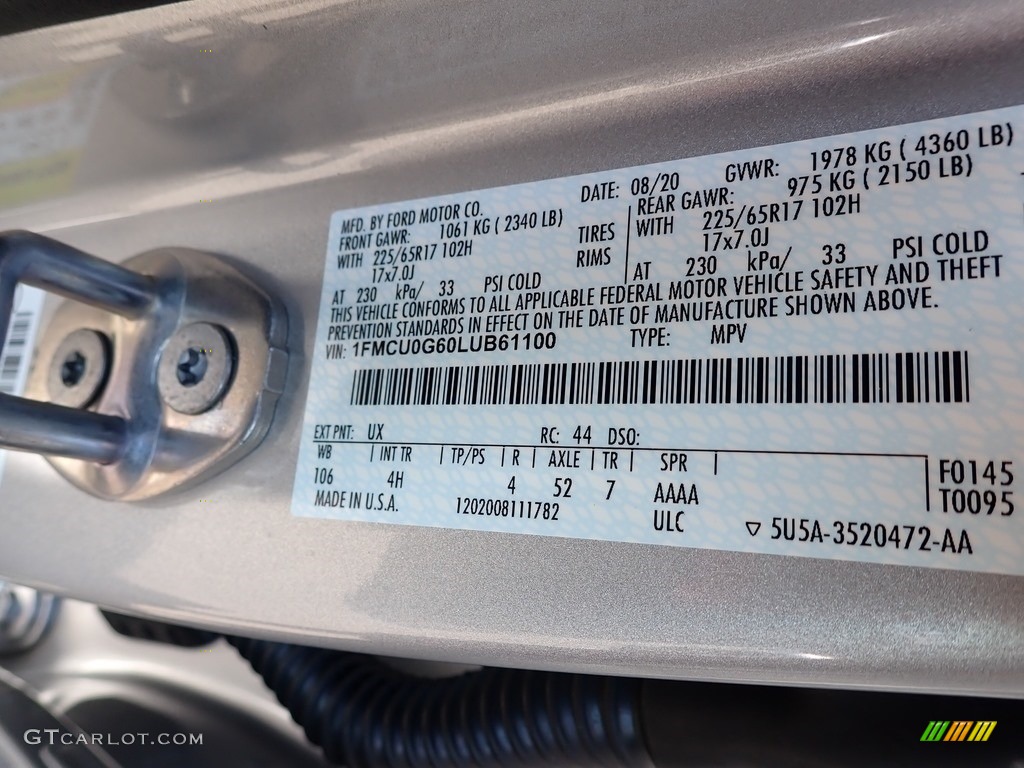 MFD. BY FORD MOTOR CO. DATE: 08/20 GVWR: 1978 KG ( 4360 LB)
FRONT GAWR: 1061 KG ( 2340 LB) REAR GAWR: 975 KG ( 2150 LB)
WITH 225/65R17 102H TIRES WITH 225/65R17 102H
17x7.0J RIMS 17x7.0J
AT 230 kPa/ 33 PSI COLD AT 230 kPa/ 33 PSI COLD
THIS VEHICLE CONFORMS TO ALL APPLICABLE FEDERAL MOTOR VEHICLE SAFETY AND THEFT
PREVENTION STANDARDS IN EFFECT ON THE DATE OF MANUFACTURE SHOWN ABOVE.
VIN: 1FMCU0G60LUB61100 TYPE: MPV
EXT PNT: UX RC: 44 DSO:
WB INT TR TP/PS R AXLE TR SPR F0145
106 4H 4 52 7 AAAA T0095
MADE IN U.S.A. 1202008111782 ULC ▽ 5U5A-3520472-AA
GTCARLOT.COM